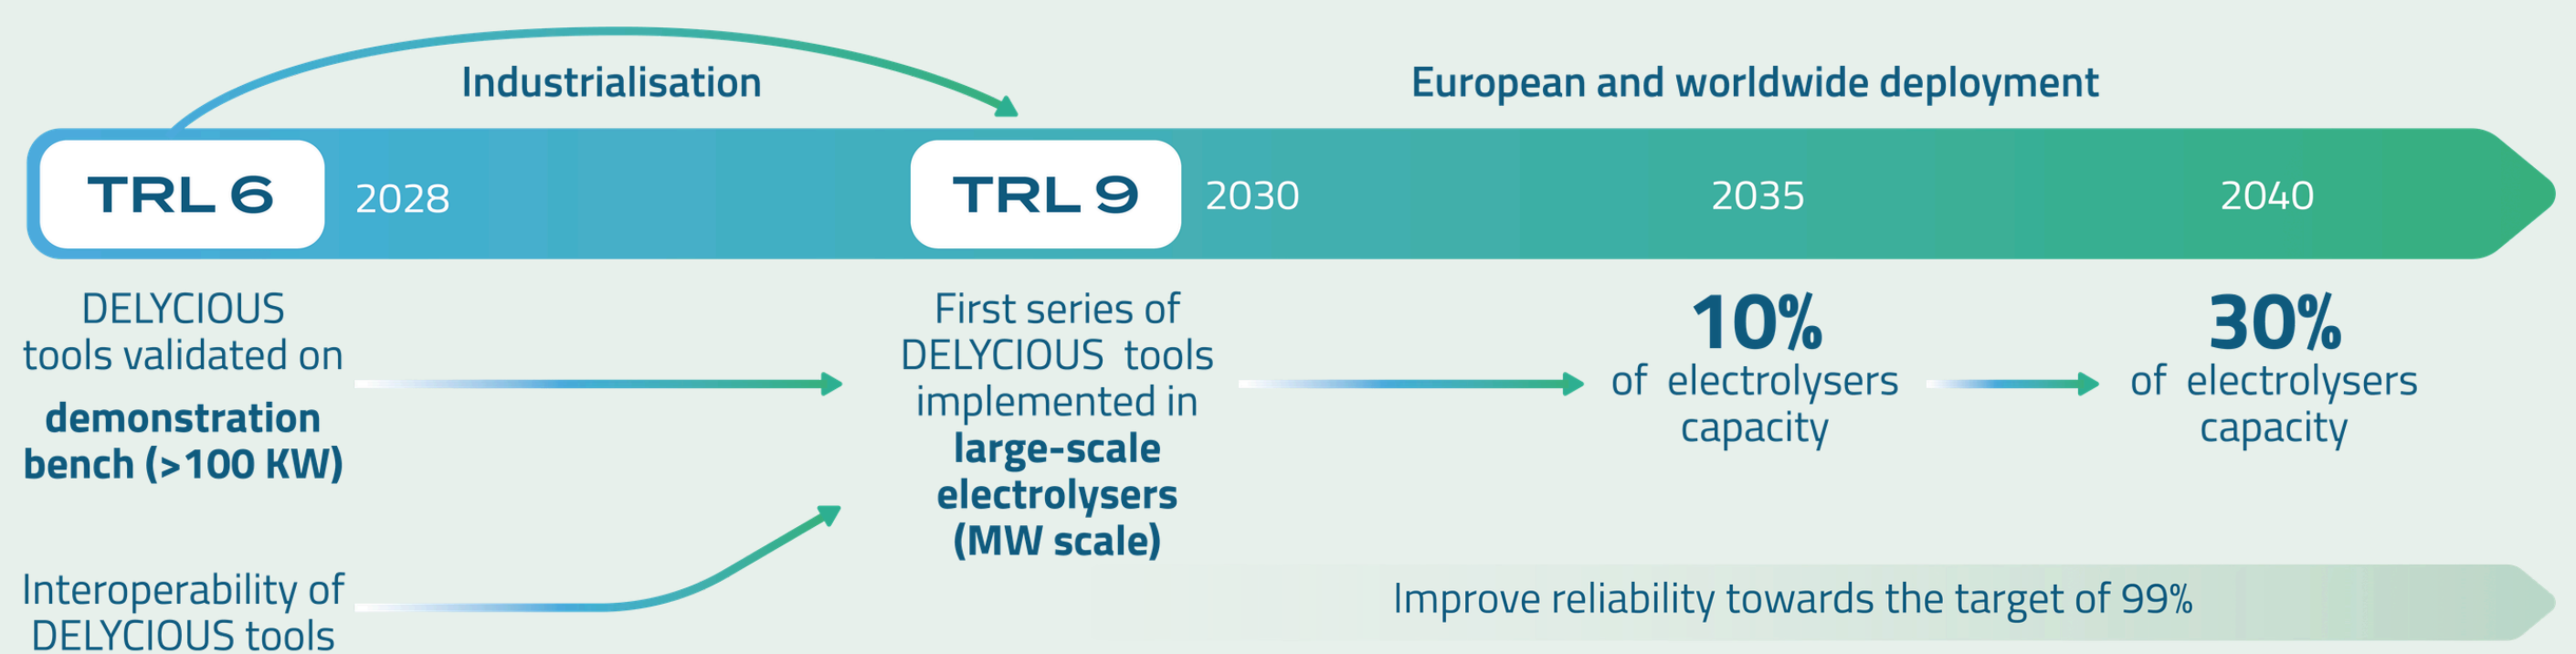 Industrialisation
European and worldwide deployment
TRL 6
2028
TRL 9
2030
2035
2040
DELYCIOUS
tools validated on
demonstration
bench (>100 KW)
First series of
DELYCIOUS tools
implemented in
large-scale
electrolysers
(MW scale)
10%
of electrolysers
capacity
30%
of electrolysers
capacity
Interoperability of
DELYCIOUS tools
Improve reliability towards the target of 99%